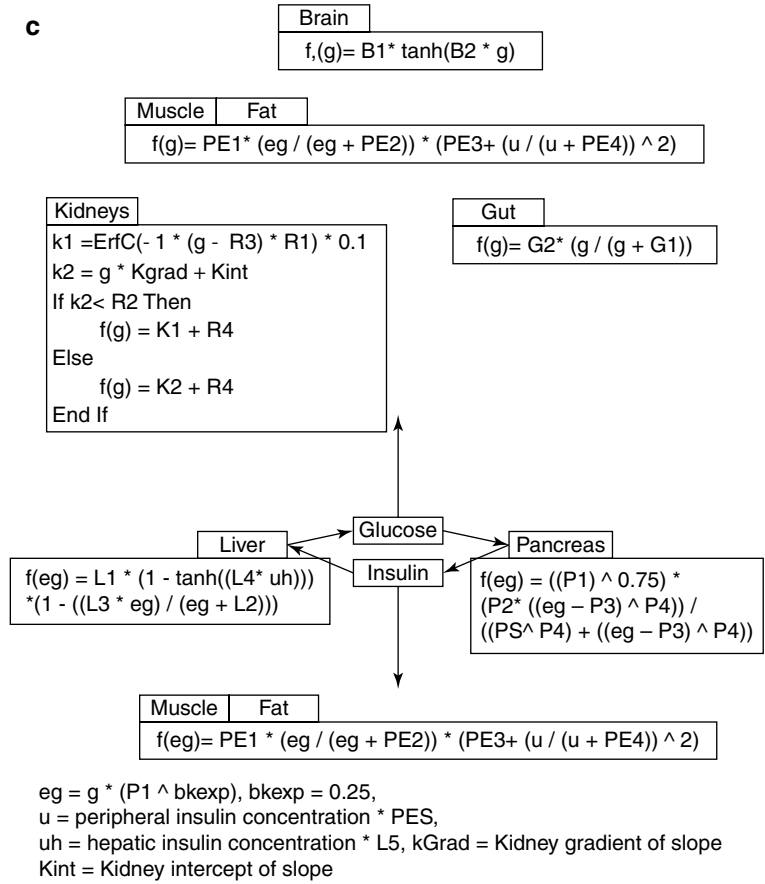 c
Brain
f,(g)= B1* tanh(B2 * g)
Muscle Fat
f(g)= PE1* (eg / (eg + PE2)) * (PE3+ (u / (u + PE4)) ^ 2)
Kidneys
k1 =ErfC(- 1 * (g - R3) * R1) * 0.1
k2 = g * Kgrad + Kint
If k2< R2 Then
f(g) = K1 + R4
Else
f(g) = K2 + R4
End If
Gut
f(g)= G2* (g / (g + G1))
Glucose
Insulin
Liver
f(eg) = L1 * (1 - tanh((L4* uh)))
*(1 - ((L3 * eg) / (eg + L2)))
Pancreas
f(eg) = ((P1) ^ 0.75) *
(P2* ((eg – P3) ^ P4)) /
((PS^ P4) + ((eg – P3) ^ P4))
Muscle Fat
f(eg)= PE1 * (eg / (eg + PE2)) * (PE3+ (u / (u + PE4)) ^ 2)
eg = g * (P1 ^ bkexp), bkexp = 0.25,
u = peripheral insulin concentration * PES,
uh = hepatic insulin concentration * L5, kGrad = Kidney gradient of slope
Kint = Kidney intercept of slope